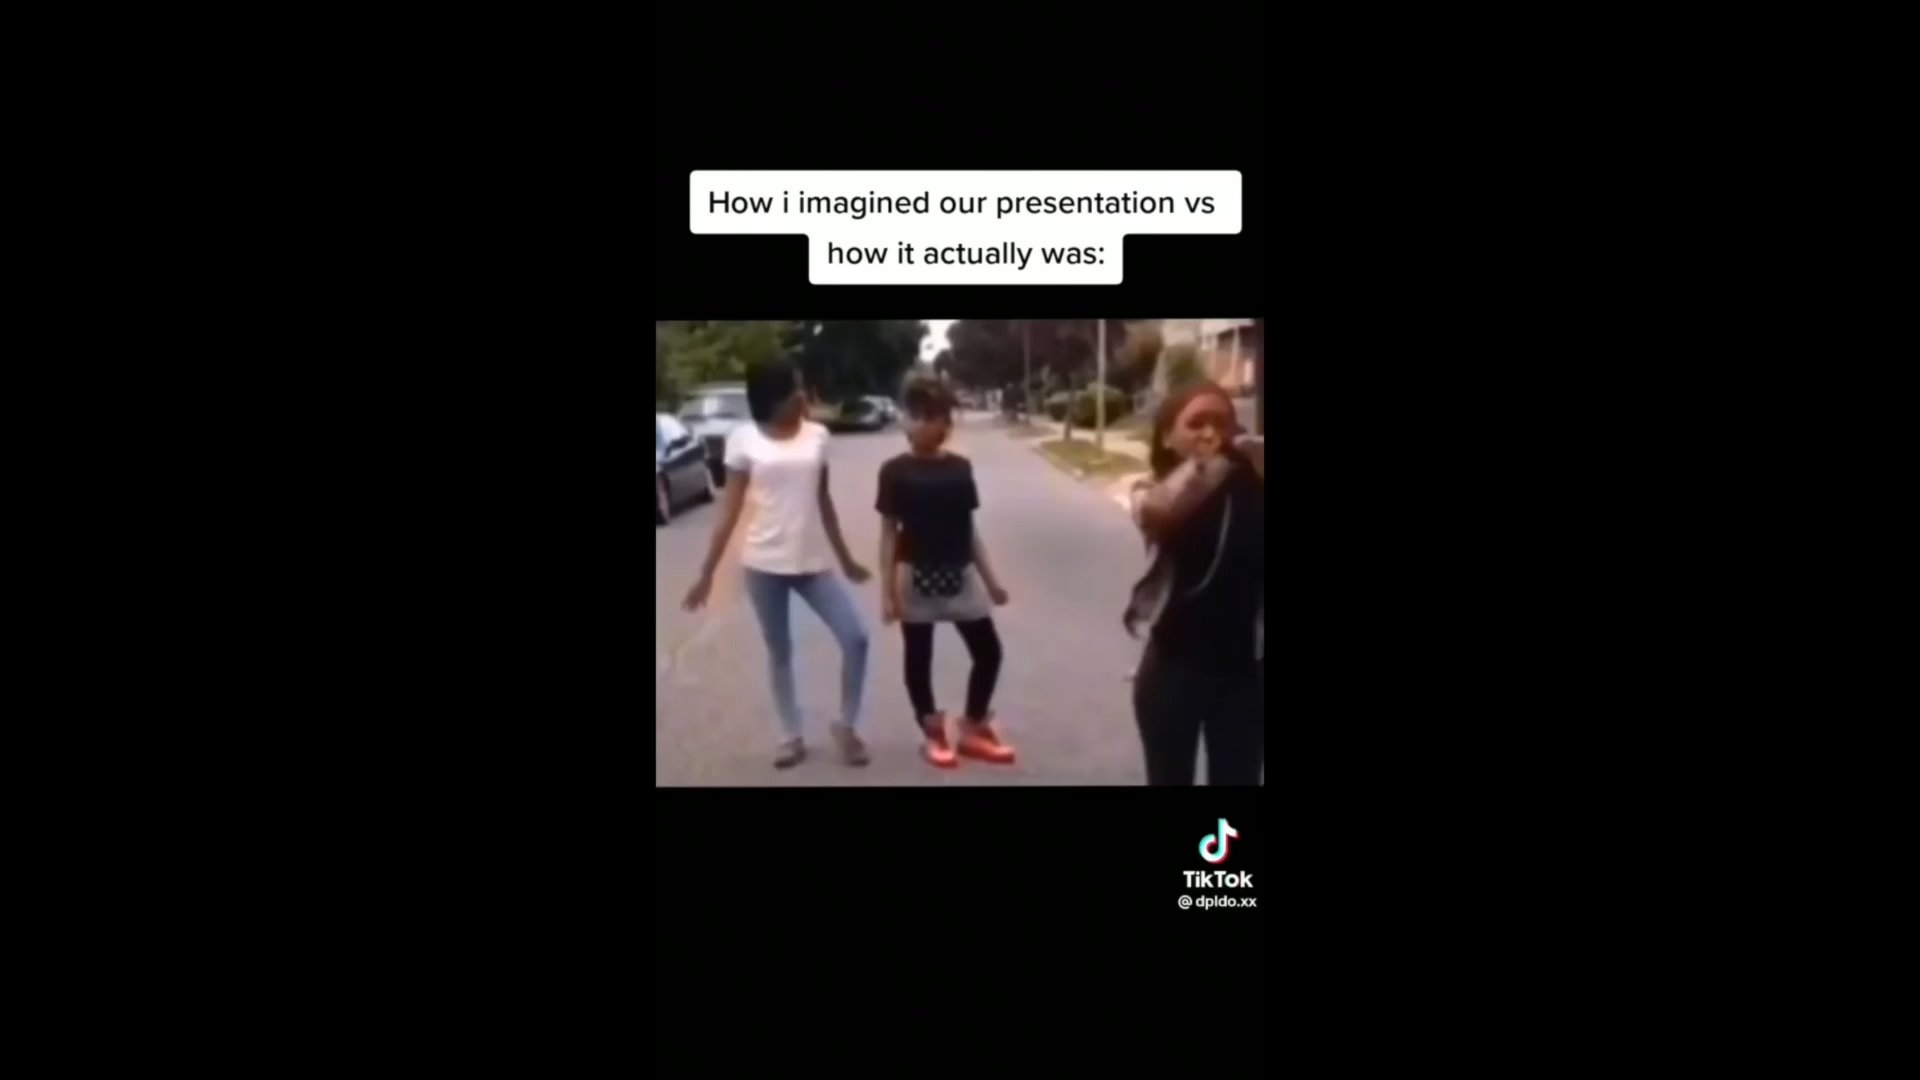 How i imagined our presentation vs
how it actually was:
TikTok
@dpldo.xx